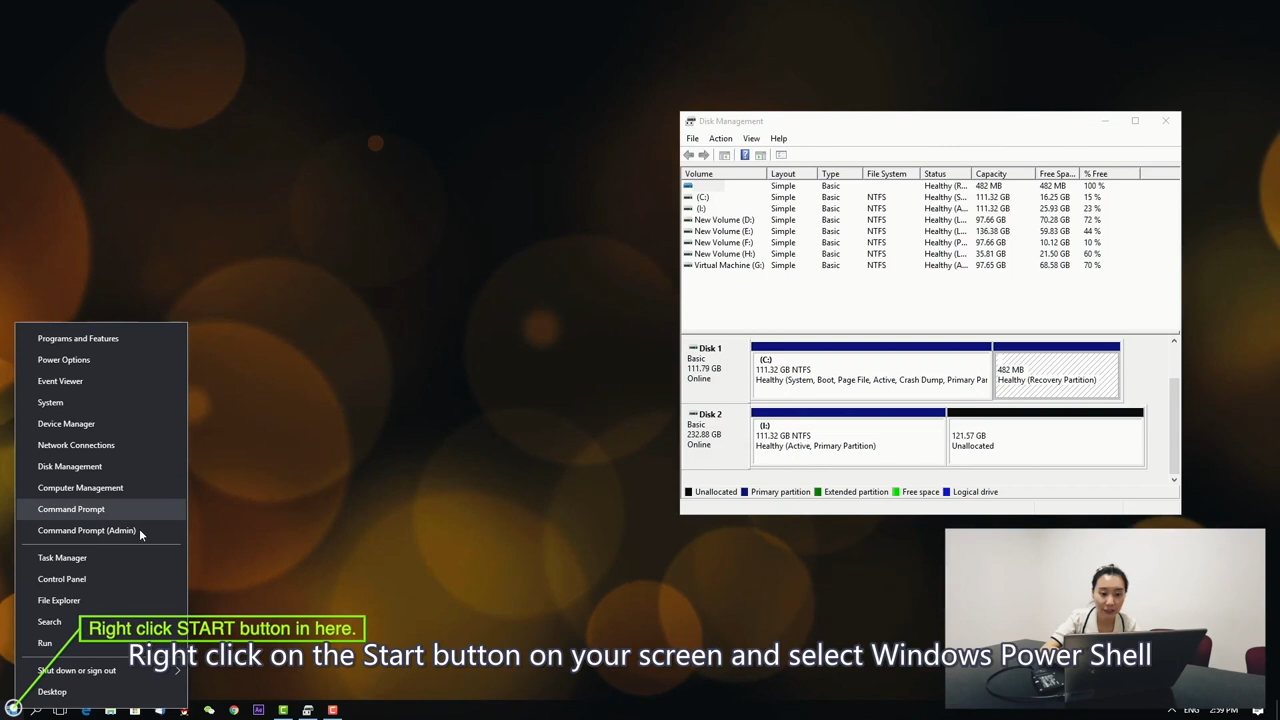 Disk Management
File Action View Help
Volume Layout Type File System Status Capacity Free Spa... % Free
Simple Basic Healthy (R... 482 MB 482 MB 100 %
(C:) Simple Basic NTFS Healthy (S... 111.32 GB 16.25 GB 15 %
(I:) Simple Basic NTFS Healthy (A... 111.32 GB 25.93 GB 23 %
New Volume (D:) Simple Basic NTFS Healthy (L... 97.66 GB 70.28 GB 72 %
New Volume (E:) Simple Basic NTFS Healthy (L... 136.38 GB 59.83 GB 44 %
New Volume (F:) Simple Basic NTFS Healthy (P... 97.66 GB 10.12 GB 10 %
New Volume (H:) Simple Basic NTFS Healthy (L... 35.81 GB 21.50 GB 60 %
Virtual Machine (G:) Simple Basic NTFS Healthy (A... 97.65 GB 68.58 GB 70 %
Disk 1
Basic
111.79 GB
Online
(C:)
111.32 GB NTFS
Healthy (System, Boot, Page File, Active, Crash Dump, Primary Par
482 MB
Healthy (Recovery Partition)
Disk 2
Basic
232.88 GB
Online
(I:)
111.32 GB NTFS
Healthy (Active, Primary Partition)
121.57 GB
Unallocated
Unallocated Primary partition Extended partition Free space Logical drive
Programs and Features
Power Options
Event Viewer
System
Device Manager
Network Connections
Disk Management
Computer Management
Command Prompt
Command Prompt (Admin)
Task Manager
Control Panel
File Explorer
Search
Run
Shut down or sign out
Desktop
Right click START button in here.
Right click on the Start button on your screen and select Windows Power Shell
Ae
ENG 2:59 PM